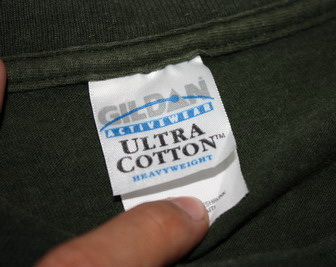 GILDAN
ACTIVEWEAR
ULTRA
COTTON™
HEAVYWEIGHT